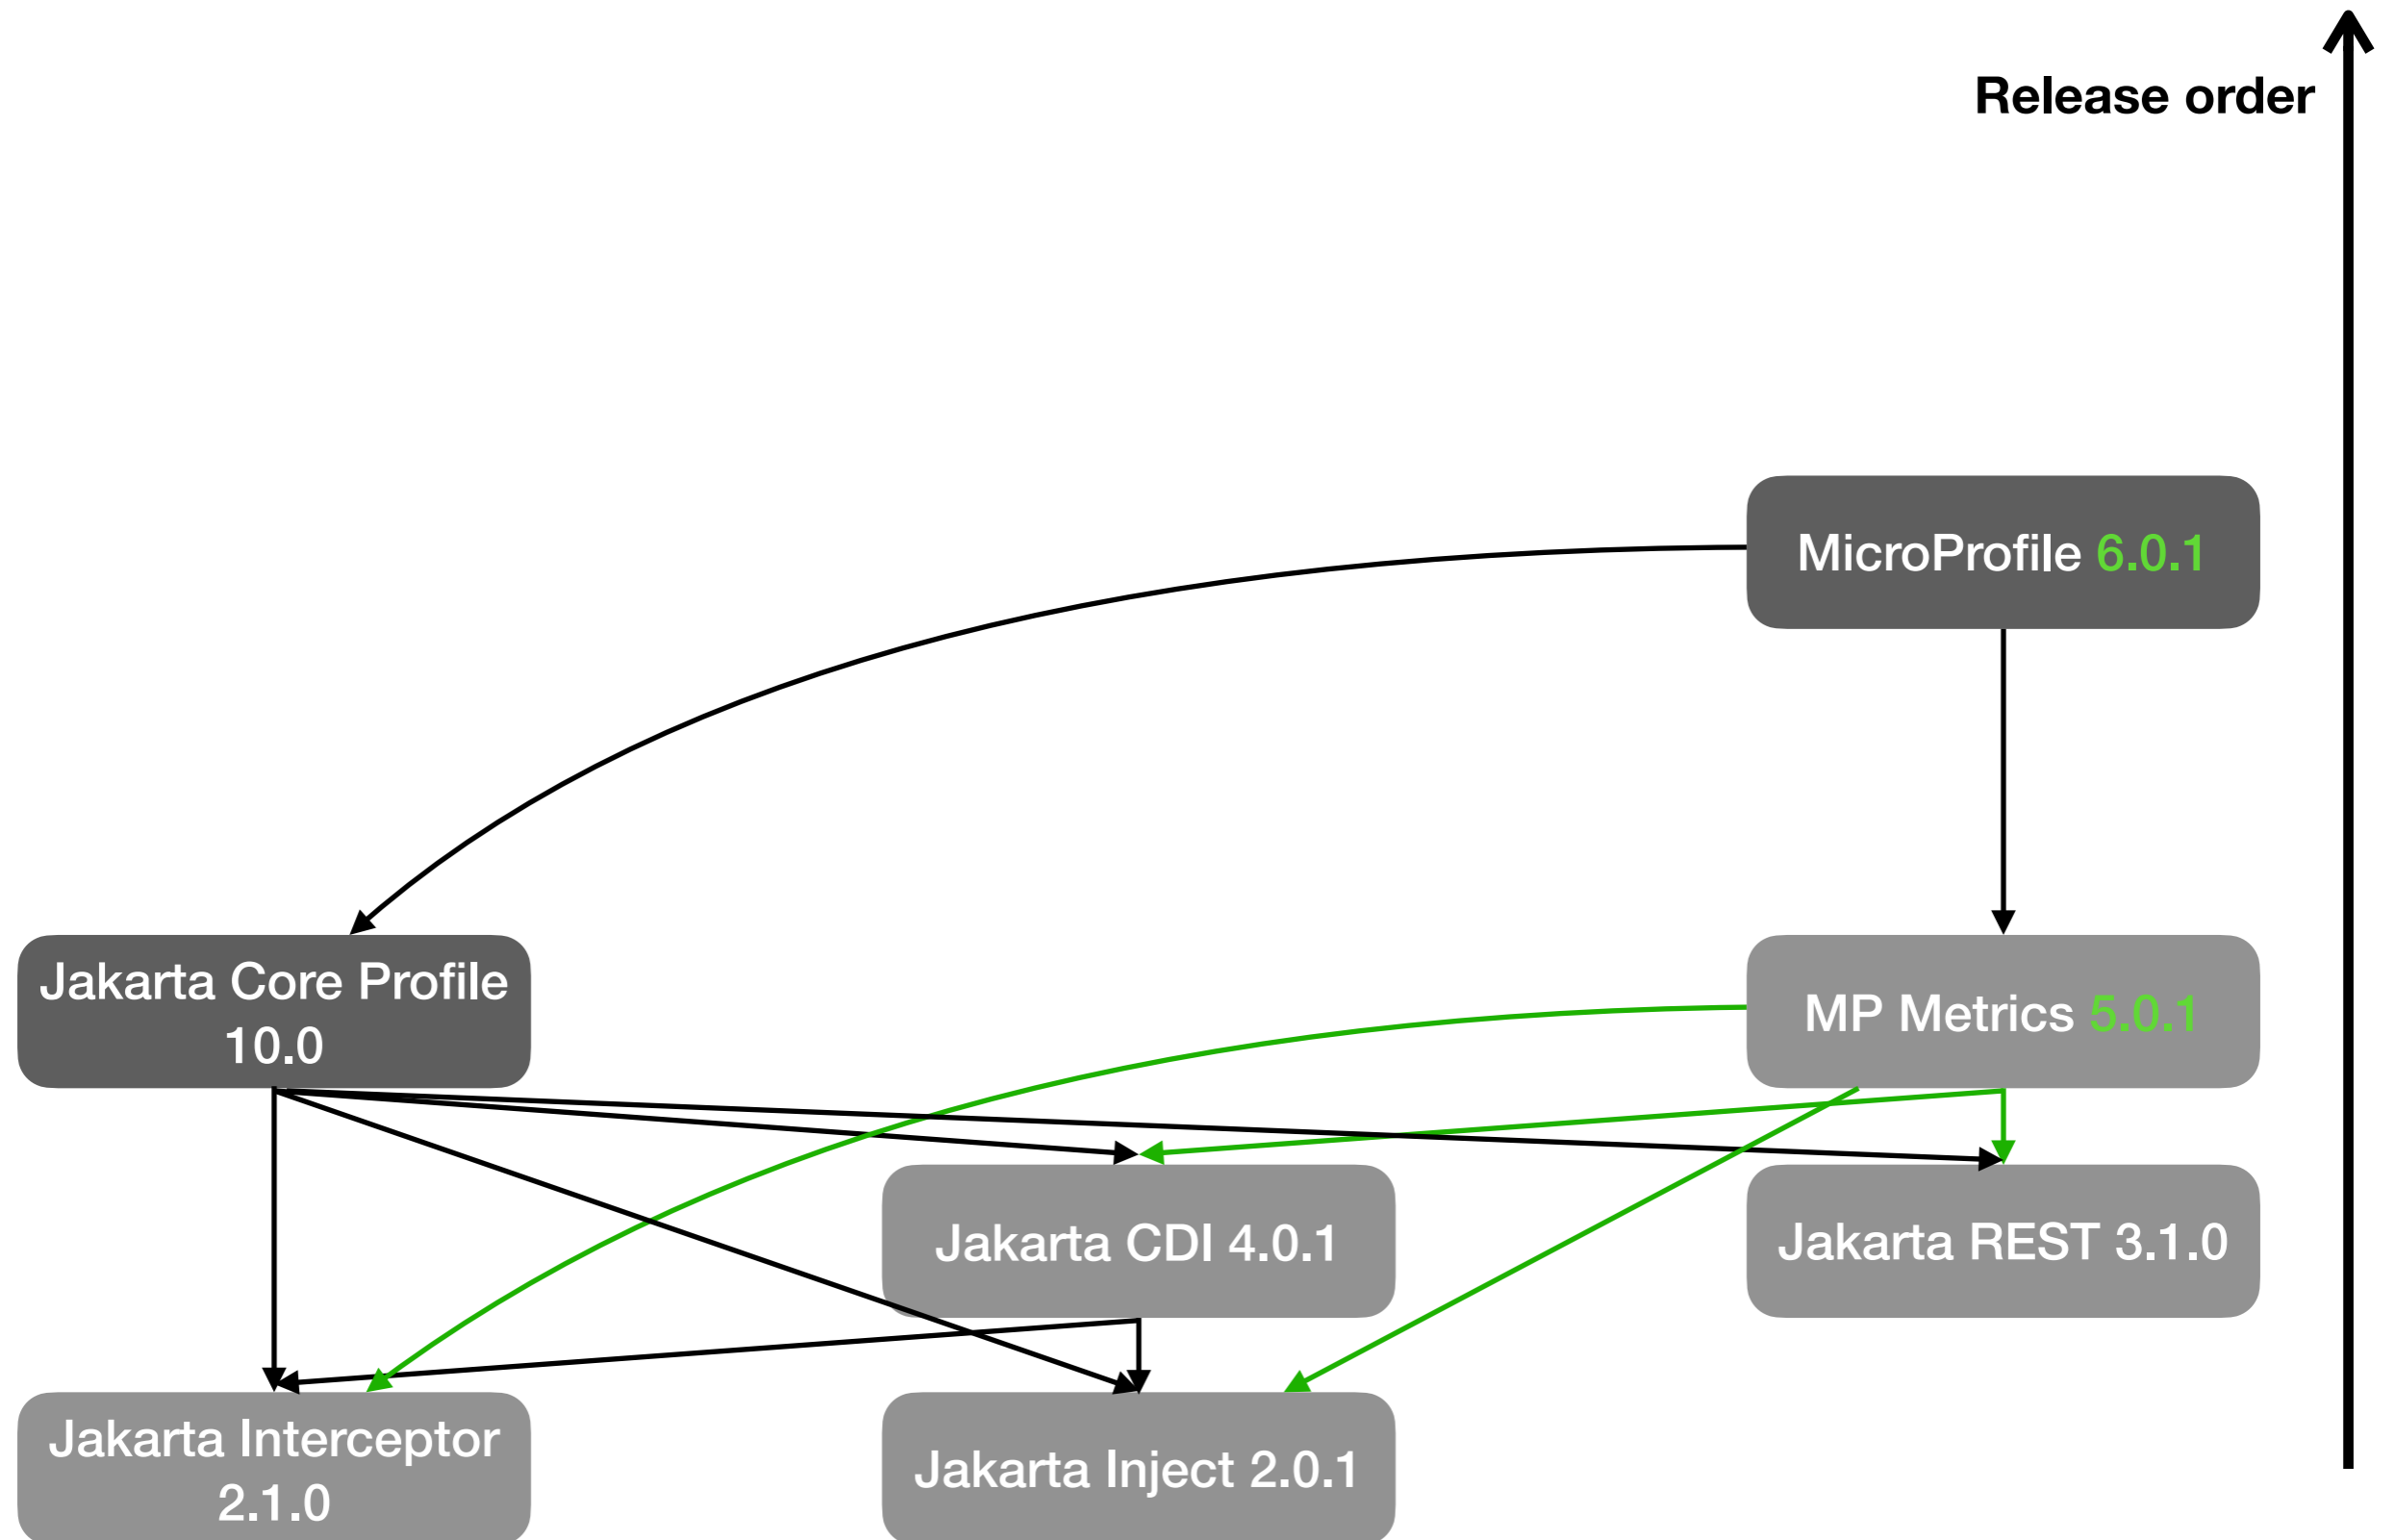 Release order
MicroProfile 6.0.1
Jakarta Core Profile
10.0
MP Metrics 5.0.1
Jakarta CDI 4.0.1
Jakarta REST 3.1.0
Jakarta Interceptor
2.1.0
Jakarta Inject 2.0.1